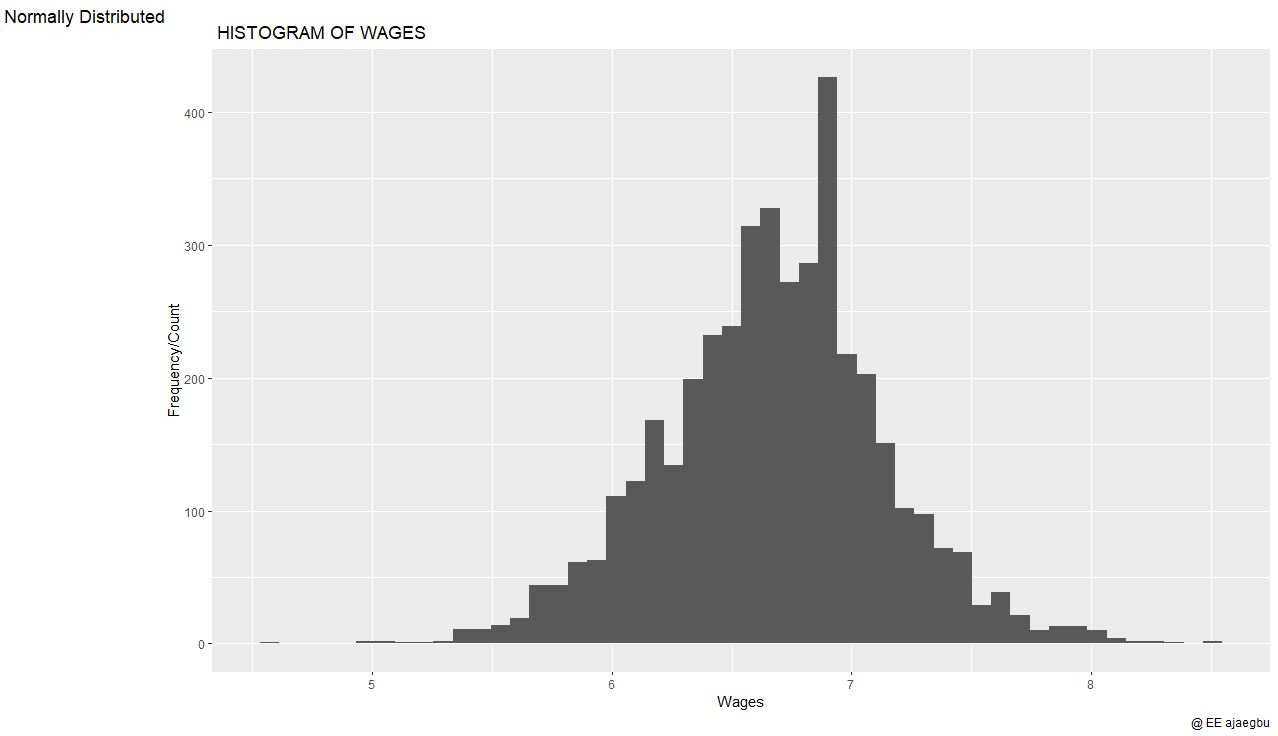 Normally Distributed
HISTOGRAM OF WAGES
Frequency/Count
400
300
200
100
0
5
6
7
8
Wages
@ EE ajaegbu